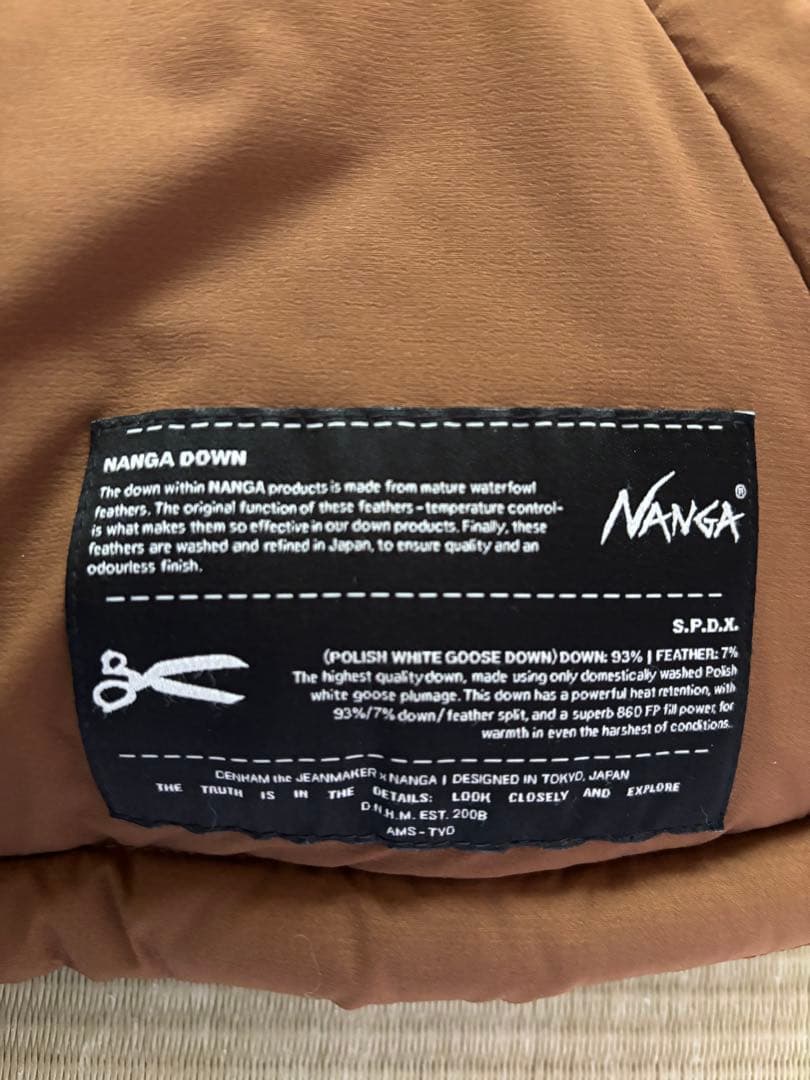 NANGA DOWN
The down within NANGA products is made from mature waterfowl
feathers. The original function of these feathers - temperature control-
is what makes them so effective in our down products. Finally, these
feathers are washed and refined in Japan, to ensure quality and an
odourless finish.
NANGA®
S.P.D.X.
(POLISH WHITE GOOSE DOWN) DOWN: 93% | FEATHER: 7%
The highest quality down, made using only domestically washed Polish
white goose plumage. This down has a powerful heat retention, with
93%/7% down/feather split, and a superb 860 FP fill power, for
warmth in even the harshest of conditions.
DENHAM the JEANMAKER x NANGA | DESIGNED IN TOKYO, JAPAN
THE TRUTH IS IN THE DETAILS: LOOK CLOSELY AND EXPLORE
D.N.H.M. EST. 2008
AMS-TYO